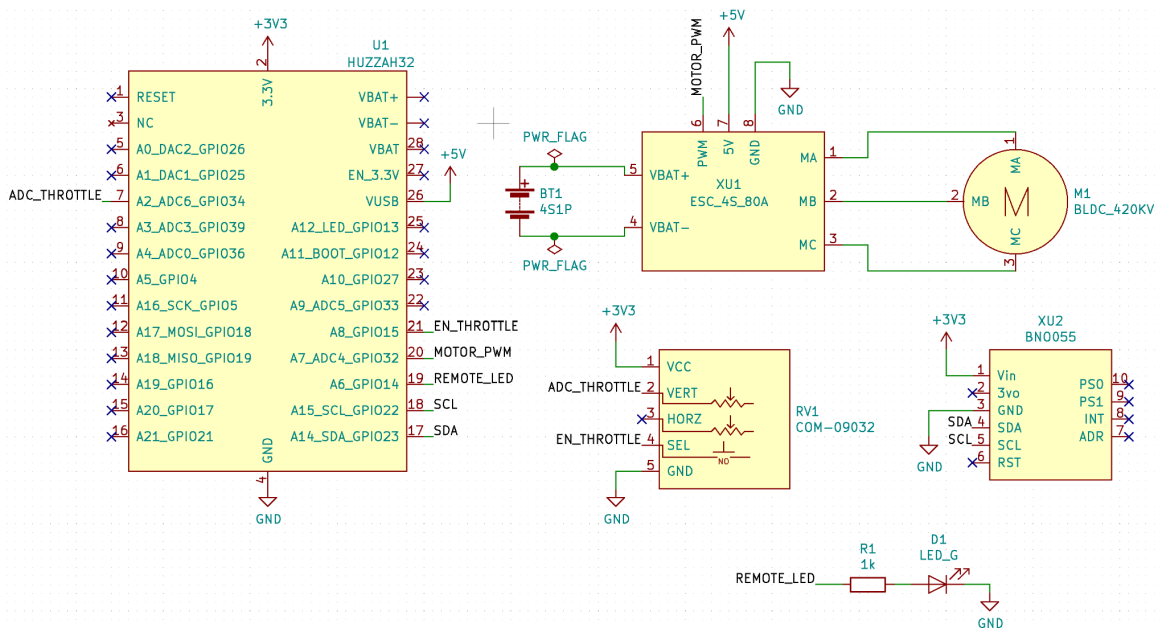 +3V3
U1
HUZZAH32
2
3.3V
1 RESET
3 NC
5 A0_DAC2_GPIO26
6 A1_DAC1_GPIO25
ADC_THROTTLE 7 A2_ADC6_GPIO34
8 A3_ADC3_GPIO39
9 A4_ADC0_GPIO36
10 A5_GPIO4
11 A16_SCK_GPIO5
12 A17_MOSI_GPIO18
13 A18_MISO_GPIO19
14 A19_GPIO16
15 A20_GPIO17
16 A21_GPIO21
VBAT+
VBAT-
VBAT 28
EN_3.3V 27
+5V
VUSB 26
A12_LED_GPIO13 25
A11_BOOT_GPIO12 24
A10_GPIO27 23
A9_ADC5_GPIO33 22
A8_GPIO15 21 EN_THROTTLE
A7_ADC4_GPIO32 20 MOTOR_PWM
A6_GPIO14 19 REMOTE_LED
A15_SCL_GPIO22 18 SCL
A14_SDA_GPIO23 17 SDA
GND
4
GND
PWR_FLAG
+
BT1
4S1P
PWR_FLAG
MOTOR_PWM
+5V
GND
6 7 8
PWM 5V GND
5 VBAT+
4 VBAT-
XU1
ESC_4S_80A
MA 1
MB 2
MC 3
1
MA
2 MB
M
MC
3
M1
BLDC_420KV
+3V3
1 VCC
ADC_THROTTLE 2 VERT
3 HORZ
EN_THROTTLE 4 SEL
NO
5 GND
GND
RV1
COM-09032
+3V3
XU2
BNO055
1 Vin
2 3vo
3 GND
SDA 4 SDA
SCL 5 SCL
6 RST
GND
PS0 10
PS1 9
INT 8
ADR 7
REMOTE_LED
R1
1k
D1
LED_G
GND